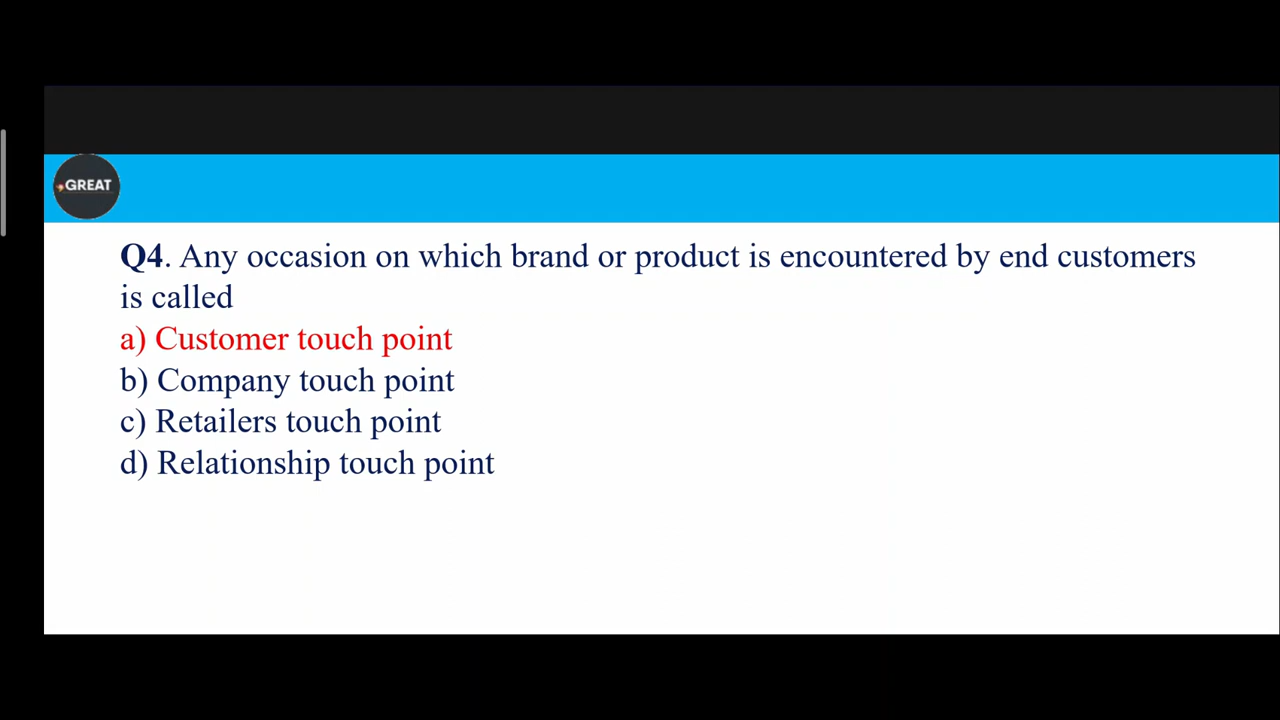 GREAT
Q4. Any occasion on which brand or product is encountered by end customers
is called
a) Customer touch point
b) Company touch point
c) Retailers touch point
d) Relationship touch point